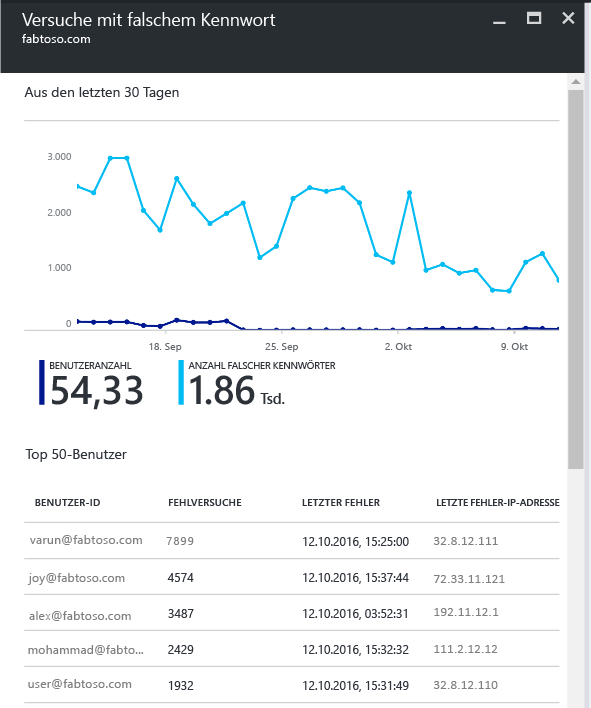 Versuche mit falschem Kennwort
fabtoso.com
Aus den letzten 30 Tagen
3.000
2.000
1.000
0
18. Sep 25. Sep 2. Okt 9. Okt
BENUTZERANZAHL ANZAHL FALSCHER KENNWÖRTER
54,33 1.86 Tsd.
Top 50-Benutzer
BENUTZER-ID FEHLVERSUCHE LETZTER FEHLER LETZTE FEHLER-IP-ADRESSE
varun@fabtoso.com 7899 12.10.2016, 15:25:00 32.8.12.111
joy@fabtoso.com 4574 12.10.2016, 15:37:44 72.33.11.121
alex@fabtoso.com 3487 12.10.2016, 03:52:31 192.11.12.1
mohammad@fabto... 2429 12.10.2016, 15:32:32 111.2.12.12
user@fabtoso.com 1932 12.10.2016, 15:31:49 32.8.12.110